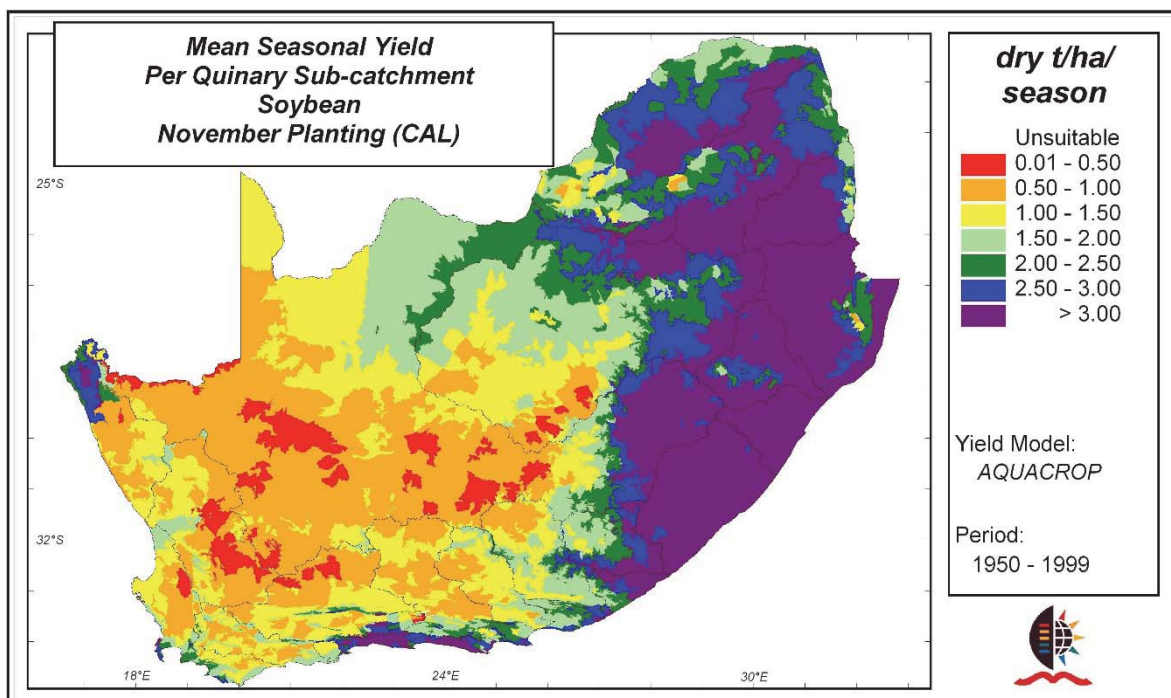 Mean Seasonal Yield
Per Quinary Sub-catchment
Soybean
November Planting (CAL)
dry t/ha/
season
Unsuitable
0.01 - 0.50
0.50 - 1.00
1.00 - 1.50
1.50 - 2.00
2.00 - 2.50
2.50 - 3.00
> 3.00
Yield Model:
AQUACROP
Period:
1950 - 1999
25°S
32°S
18°E
24°E
30°E